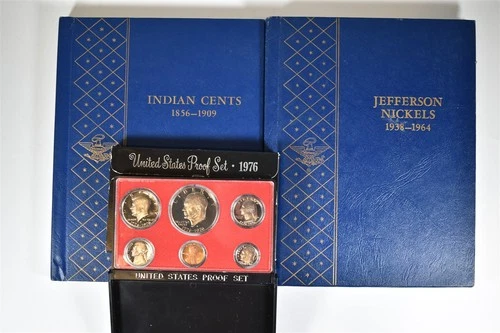 INDIAN CENTS
1856—1909
JEFFERSON
NICKELS
1938—1964
United States Proof Set · 1976
UNITED STATES PROOF SET